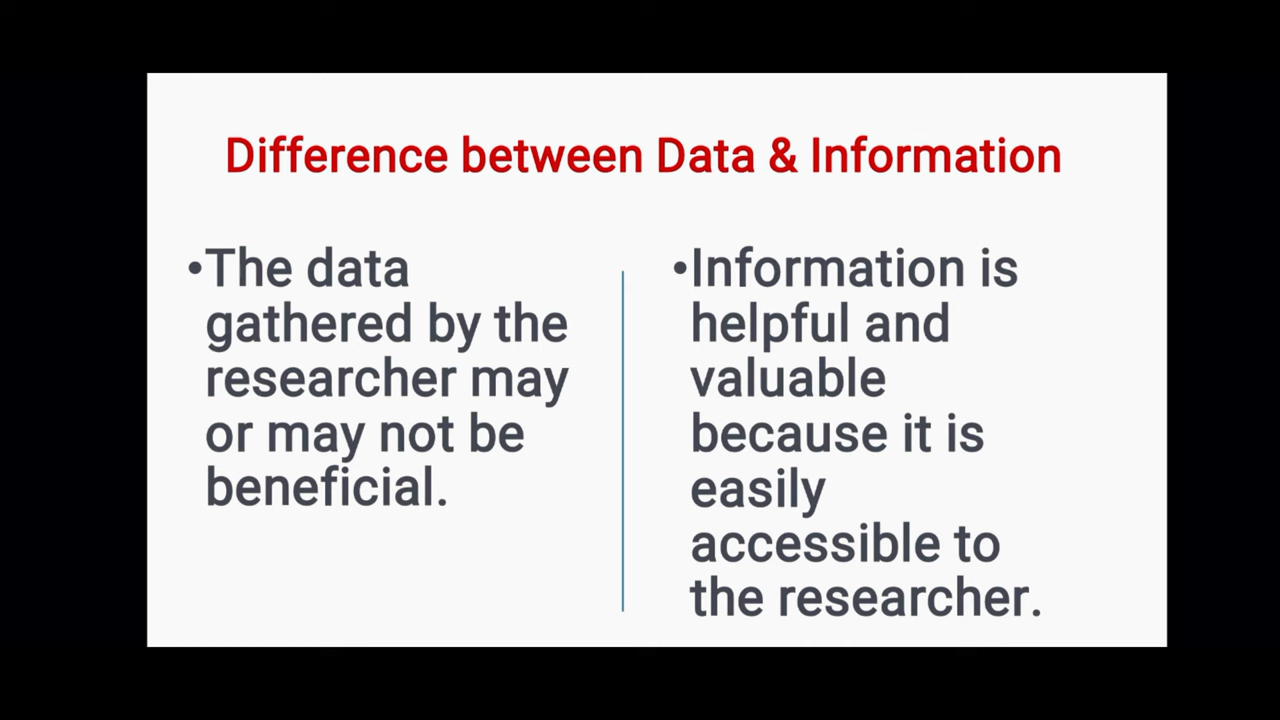 Difference between Data & Information
•The data
gathered by the
researcher may
or may not be
beneficial.
•Information is
helpful and
valuable
because it is
easily
accessible to
the researcher.